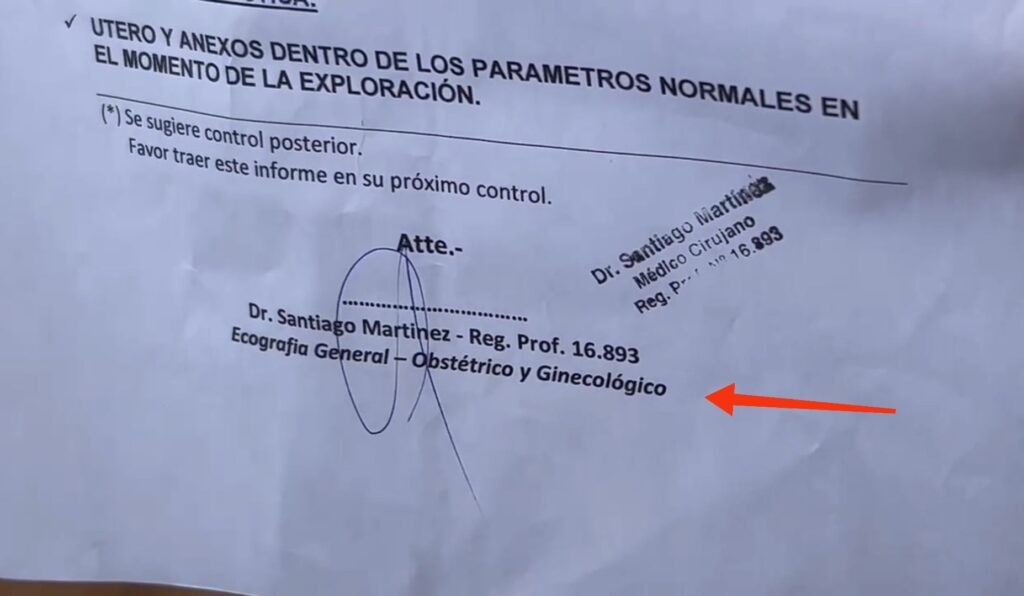 ✓ UTERO Y ANEXOS DENTRO DE LOS PARAMETROS NORMALES EN
EL MOMENTO DE LA EXPLORACIÓN.
(*) Se sugiere control posterior.
Favor traer este informe en su próximo control.
Dr. Santiago Martinez
Médico Cirujano
Reg. Nº 16.893
Atte.-
................................
Dr. Santiago Martinez - Reg. Prof. 16.893
Ecografia General – Obstétrico y Ginecológico